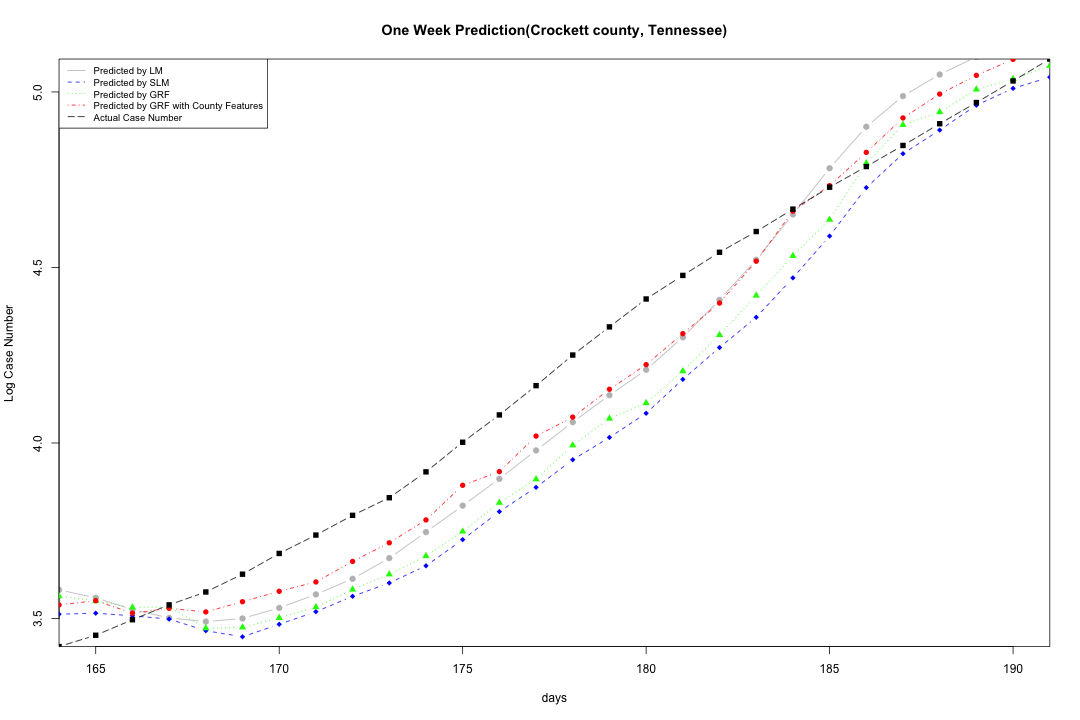 One Week Prediction(Crockett county, Tennessee)
Predicted by LM
Predicted by SLM
Predicted by GRF
Predicted by GRF with County Features
Actual Case Number
5.0
4.5
4.0
3.5
Log Case Number
165 170 175 180 185 190
days